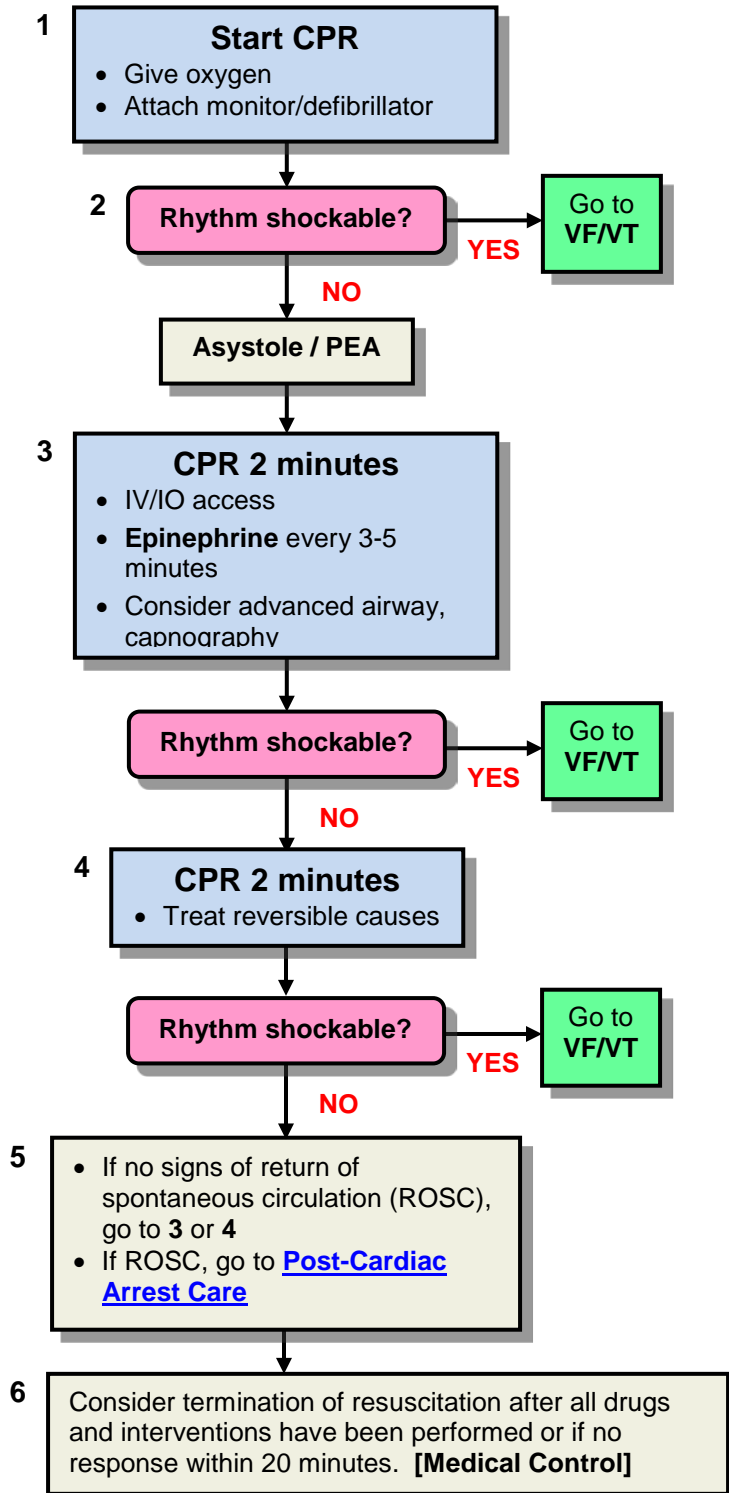 1
Start CPR
• Give oxygen
• Attach monitor/defibrillator
2
Rhythm shockable?
YES
Go to
VF/VT
NO
Asystole / PEA
3
CPR 2 minutes
• IV/IO access
• Epinephrine every 3-5
minutes
• Consider advanced airway,
capnography
Rhythm shockable?
YES
Go to
VF/VT
NO
4
CPR 2 minutes
• Treat reversible causes
Rhythm shockable?
YES
Go to
VF/VT
NO
5
• If no signs of return of
spontaneous circulation (ROSC),
go to 3 or 4
• If ROSC, go to Post-Cardiac
Arrest Care
6
Consider termination of resuscitation after all drugs
and interventions have been performed or if no
response within 20 minutes. [Medical Control]